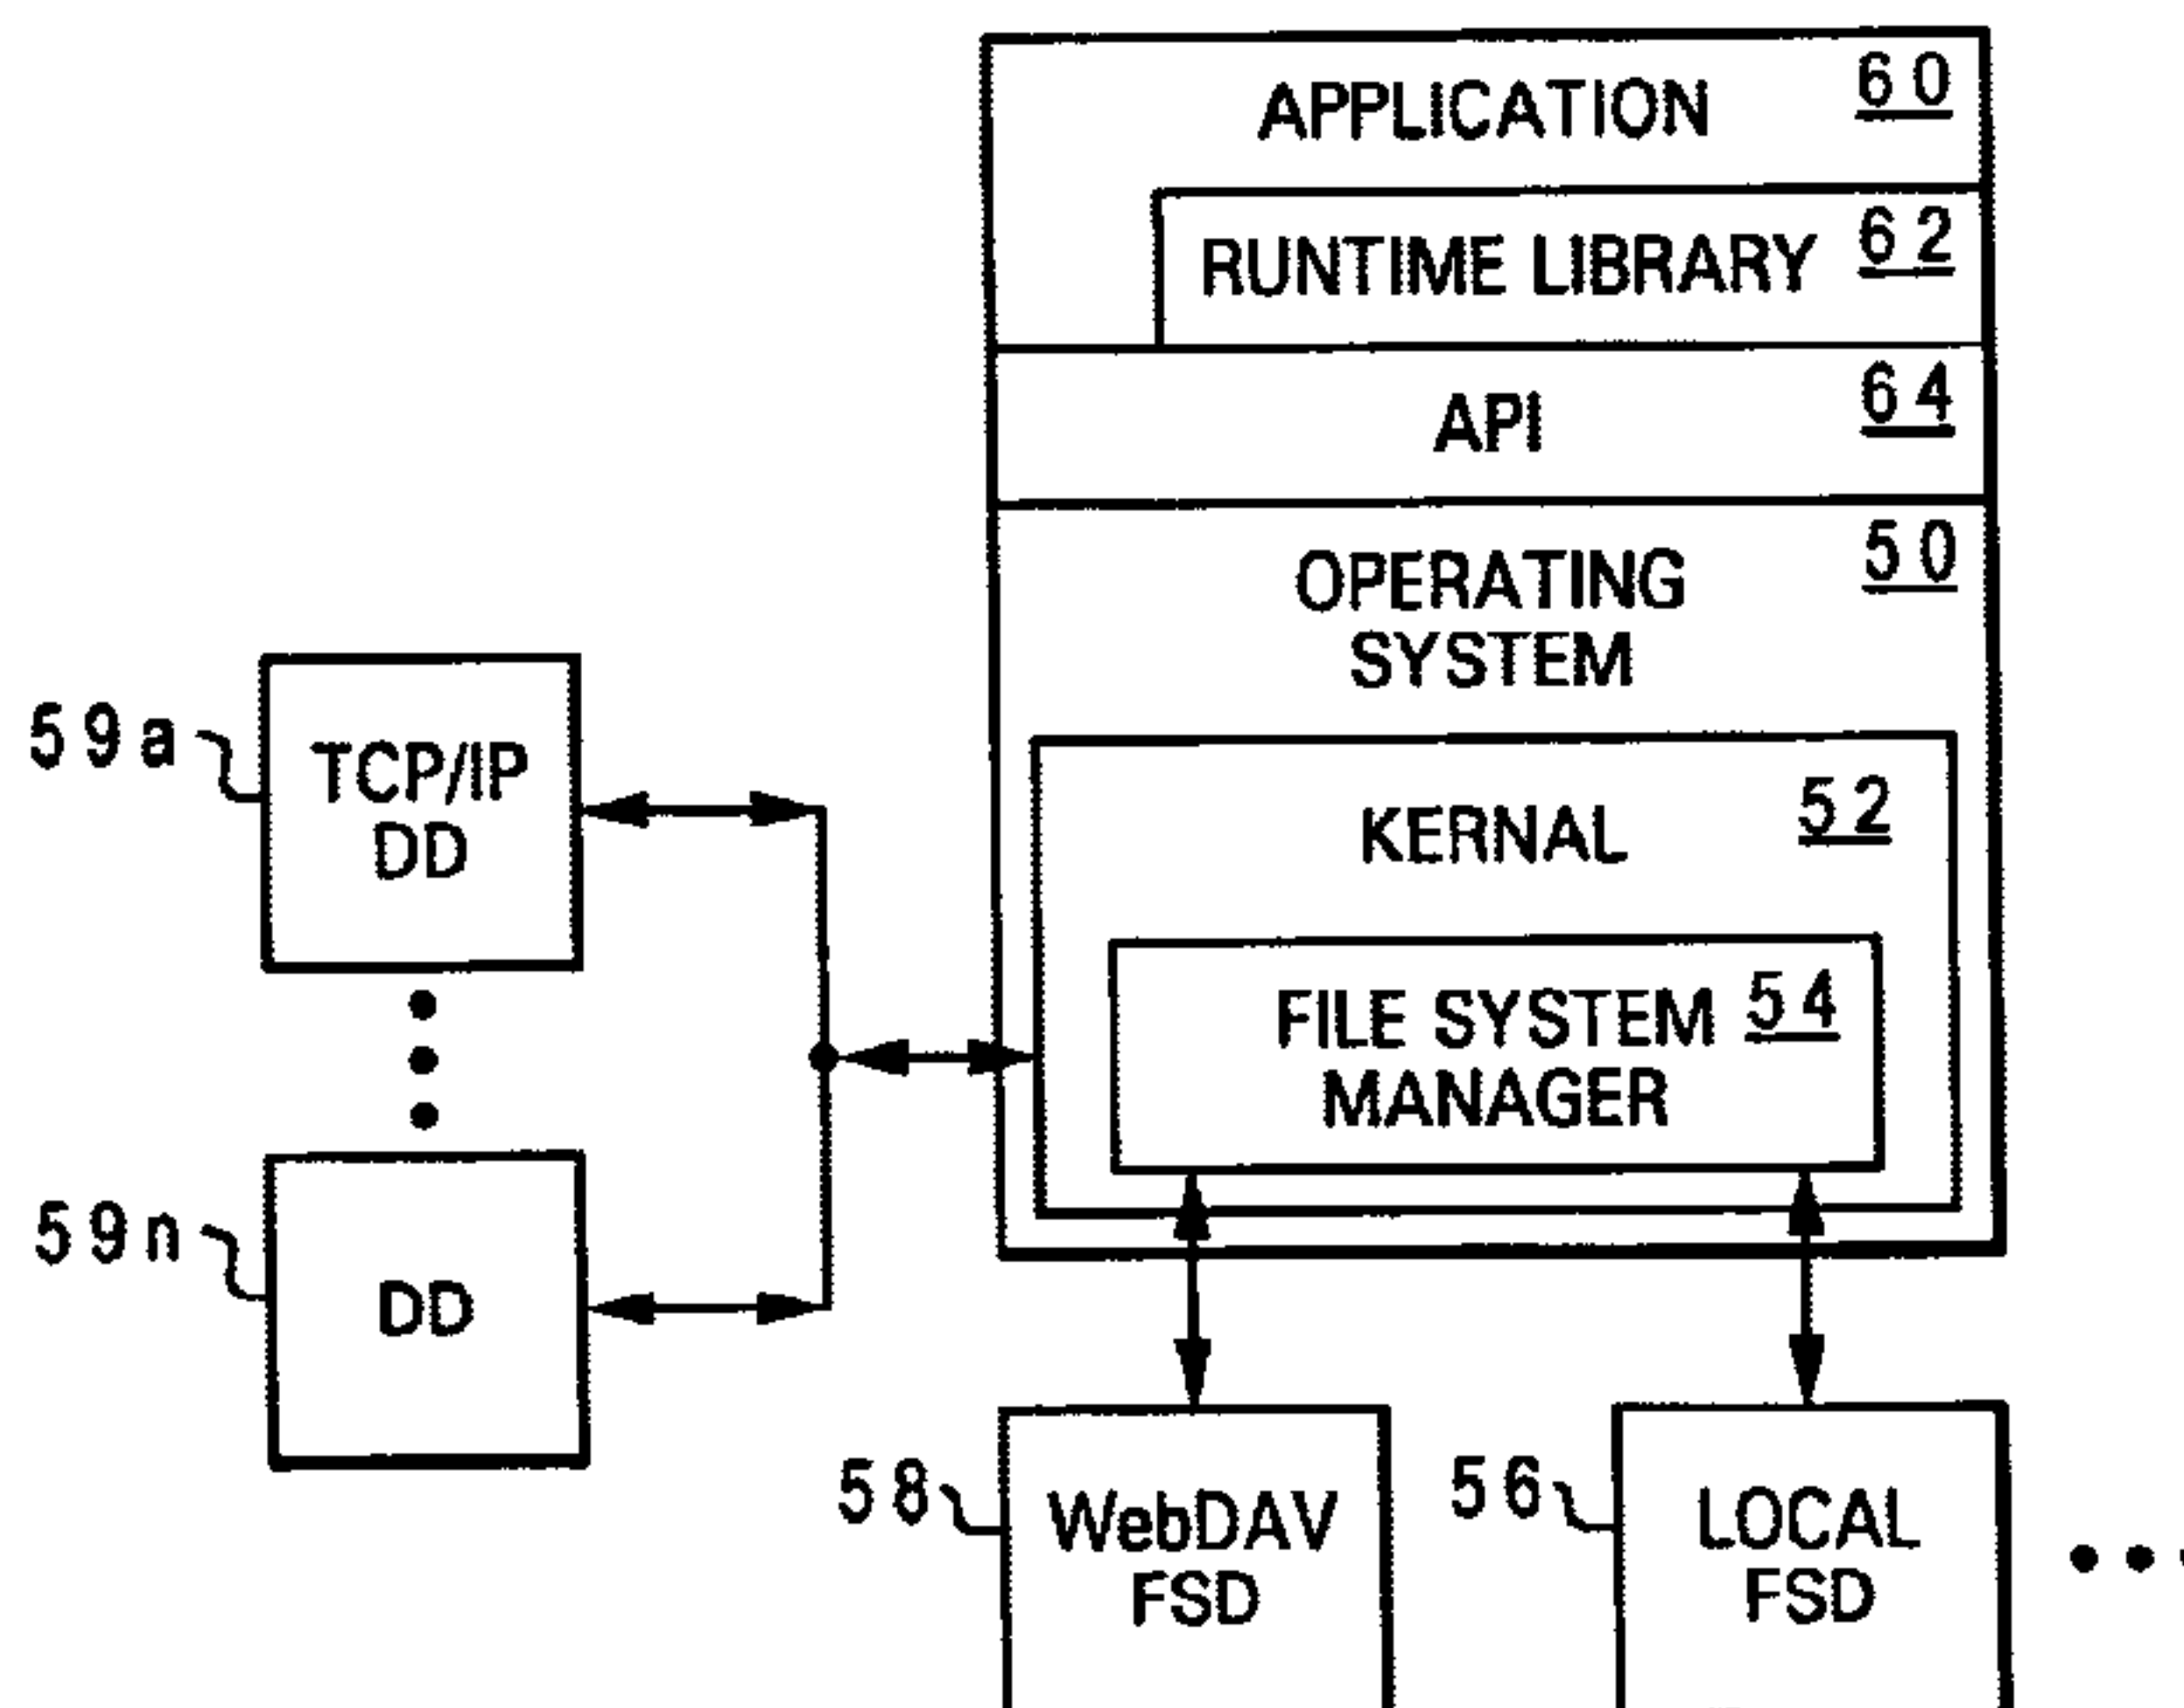 APPLICATION 60
RUNTIME LIBRARY 62
API 64
OPERATING 50
SYSTEM
59a
TCP/IP
DD
KERNAL 52
FILE SYSTEM 54
MANAGER
59n
DD
58
WebDAV
FSD
56
LOCAL
FSD